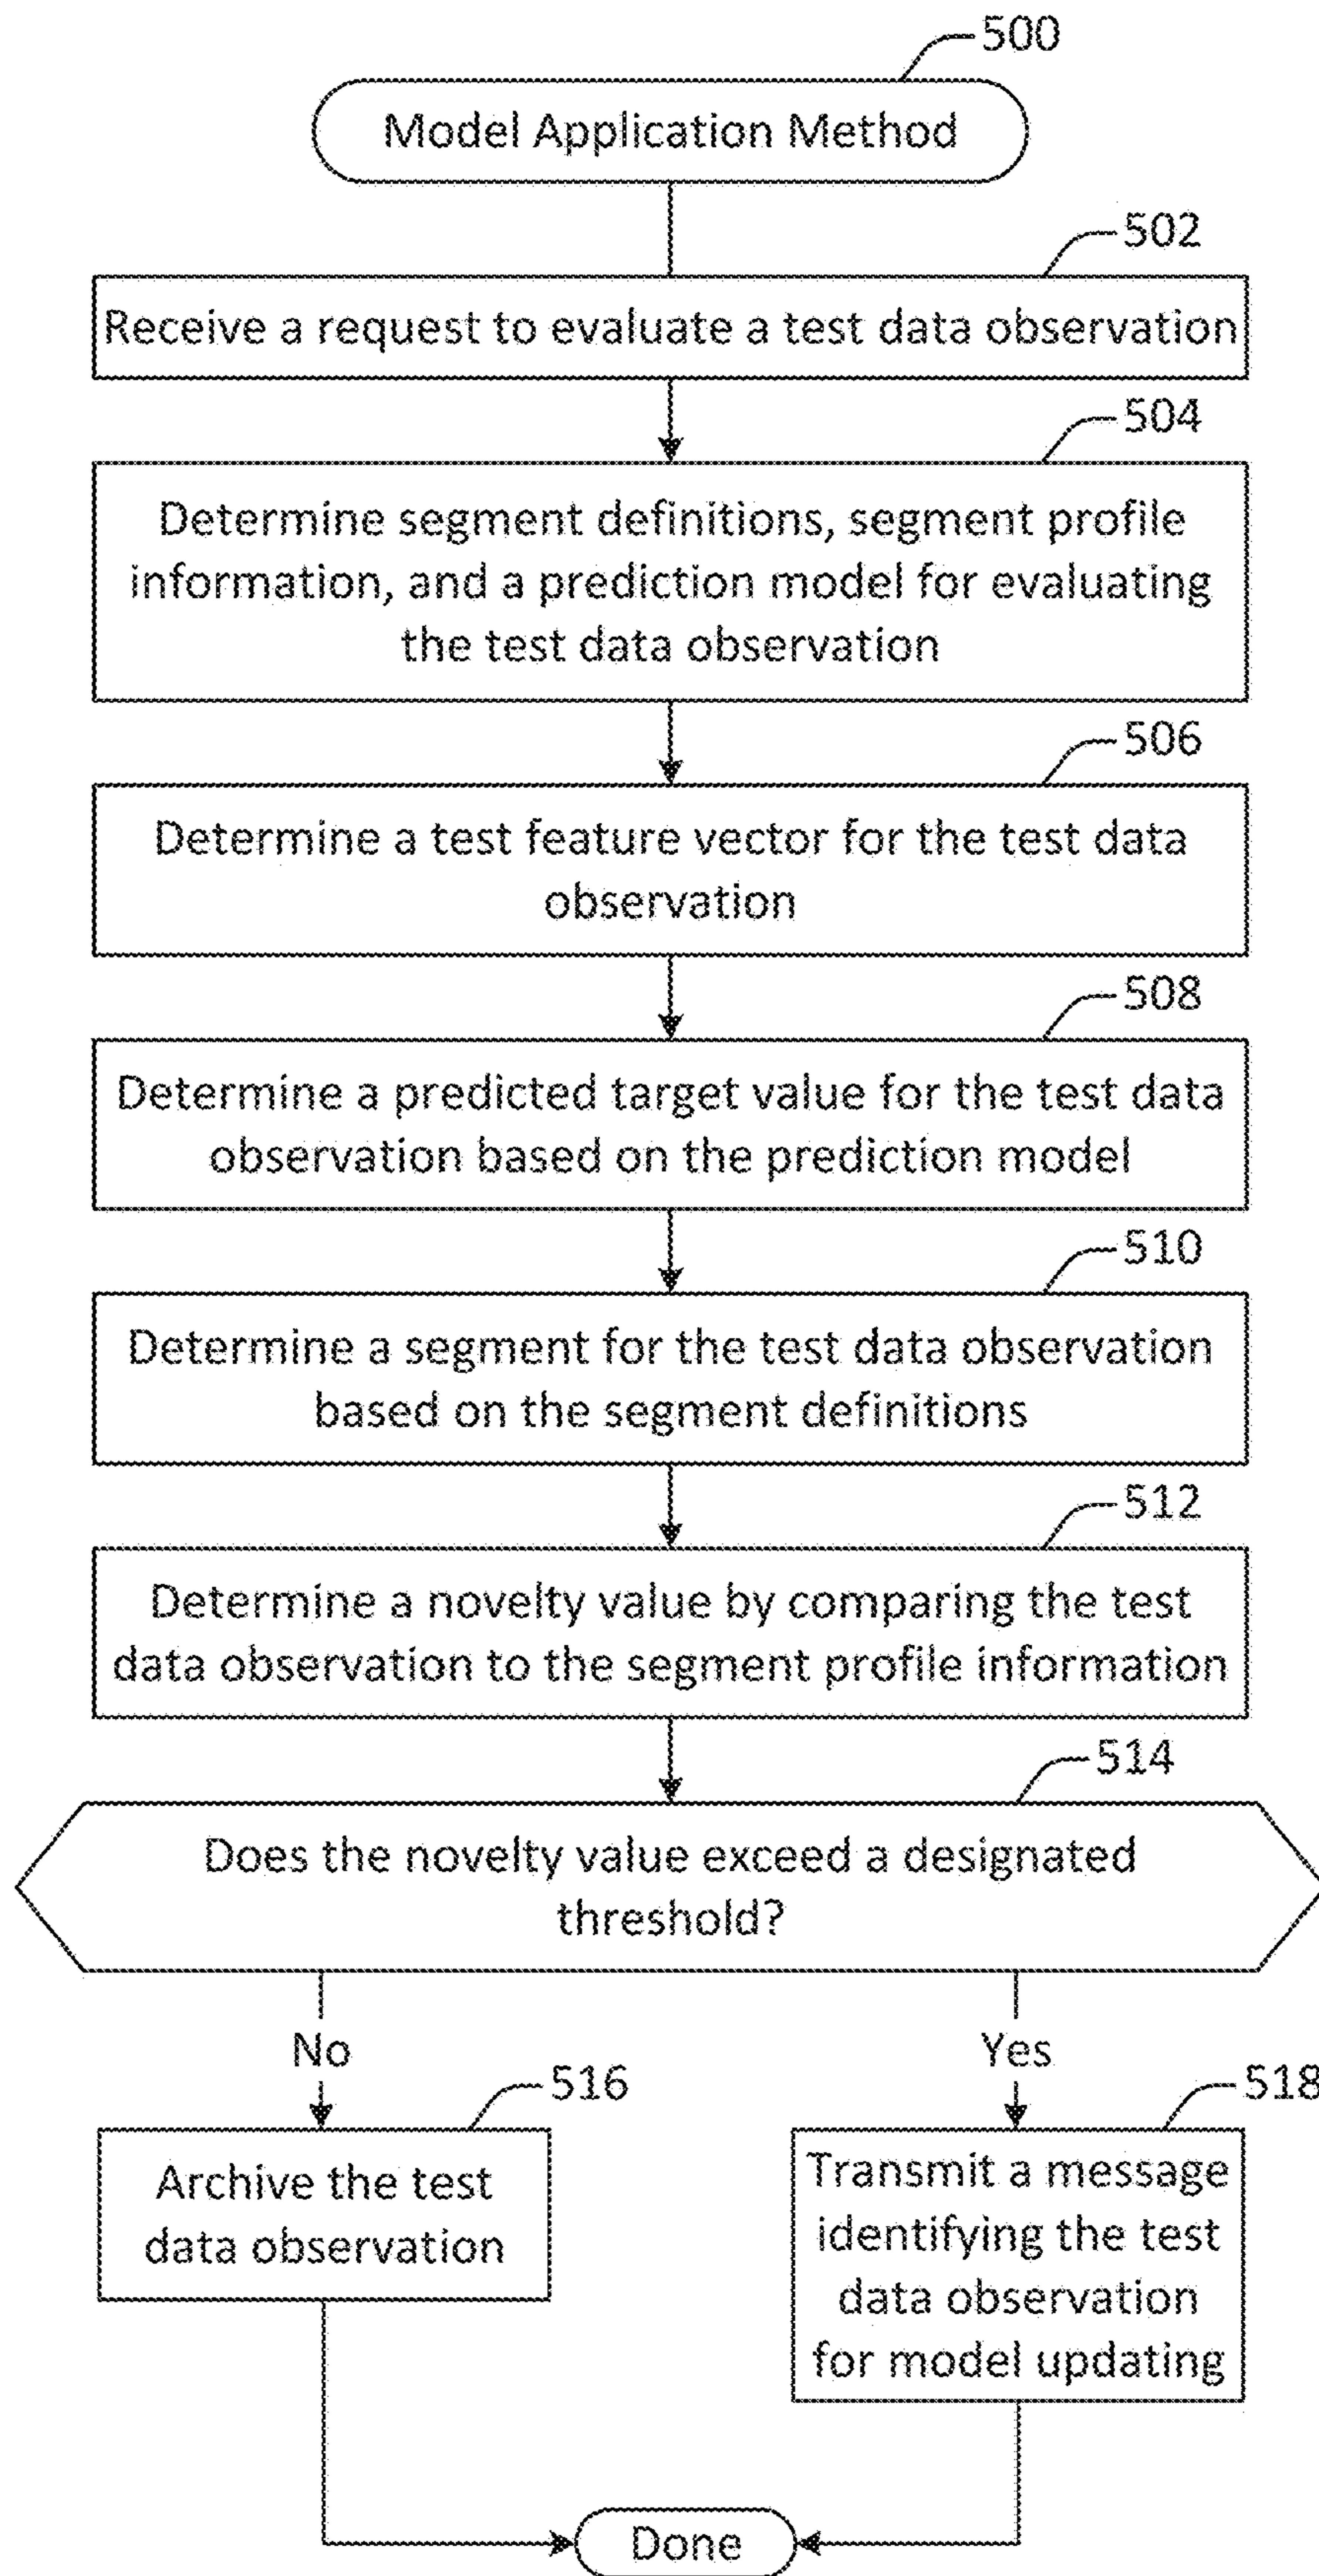 500
Model Application Method
502
Receive a request to evaluate a test data observation
504
Determine segment definitions, segment profile
information, and a prediction model for evaluating
the test data observation
506
Determine a test feature vector for the test data
observation
508
Determine a predicted target value for the test data
observation based on the prediction model
510
Determine a segment for the test data observation
based on the segment definitions
512
Determine a novelty value by comparing the test
data observation to the segment profile information
514
Does the novelty value exceed a designated
threshold?
No
Yes
516
518
Archive the test
data observation
Transmit a message
identifying the test
data observation
for model updating
Done